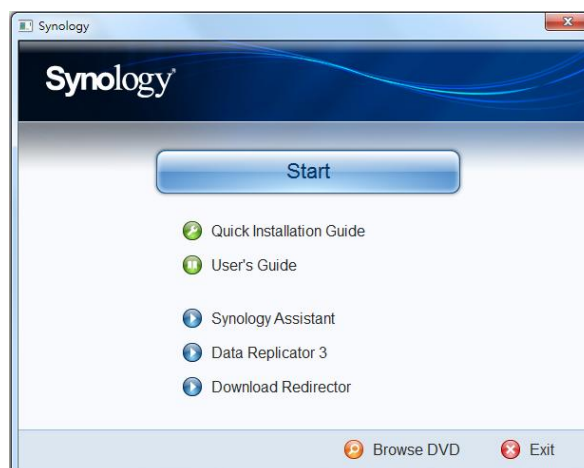 Synology
Synology
Start
Quick Installation Guide
User's Guide
Synology Assistant
Data Replicator 3
Download Redirector
Browse DVD Exit